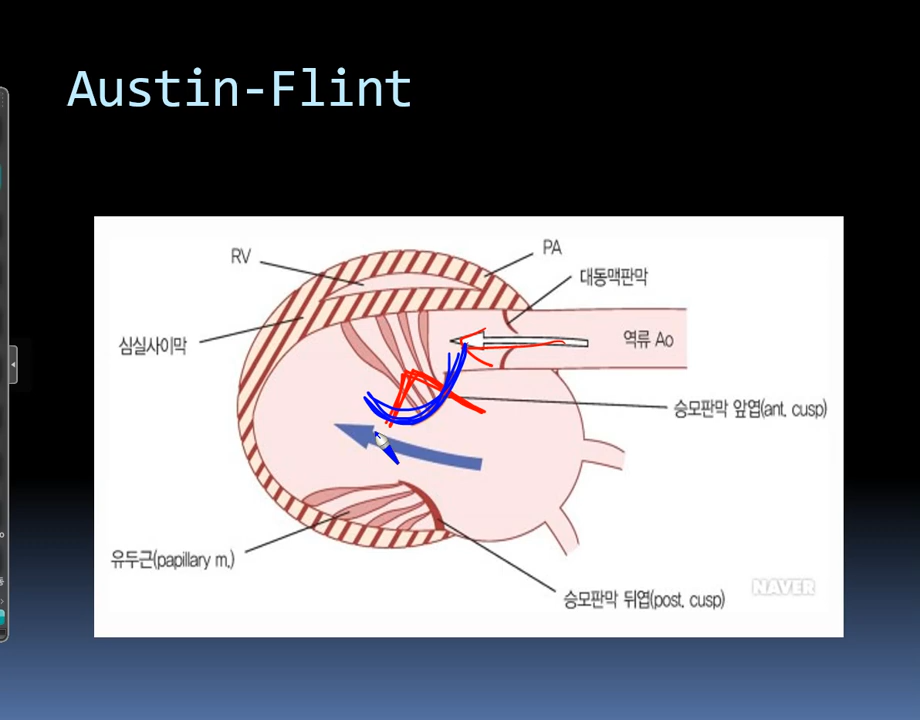 Austin-Flint
RV
PA
대동맥판막
심실사이막
역류 Ao
승모판막 앞엽(ant. cusp)
유두근(papillary m.)
승모판막 뒤엽(post. cusp)
NAVER